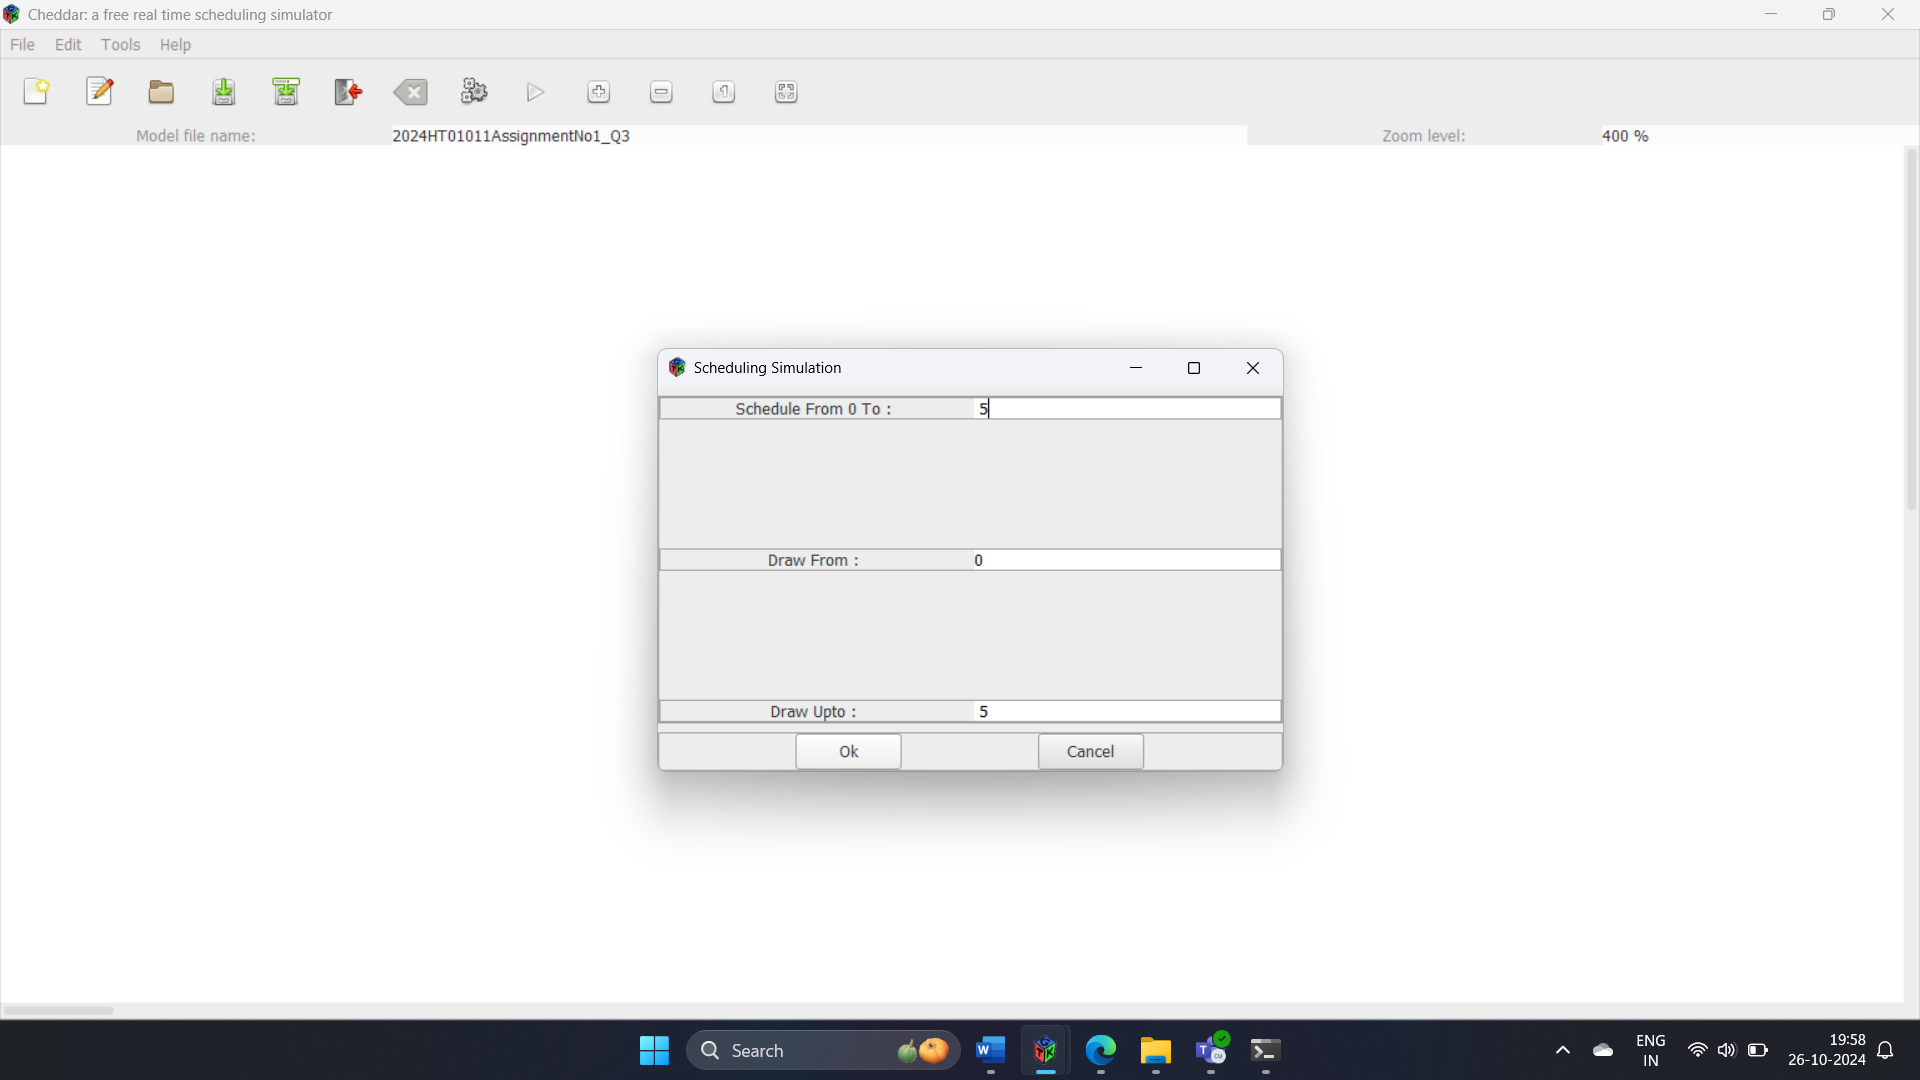 Cheddar: a free real time scheduling simulator
File Edit Tools Help
Model file name: 2024HT01011AssignmentNo1_Q3 Zoom level: 400 %
Scheduling Simulation
Schedule From 0 To : 5
Draw From : 0
Draw Upto : 5
Ok Cancel
Search
ENG
IN
19:58
26-10-2024